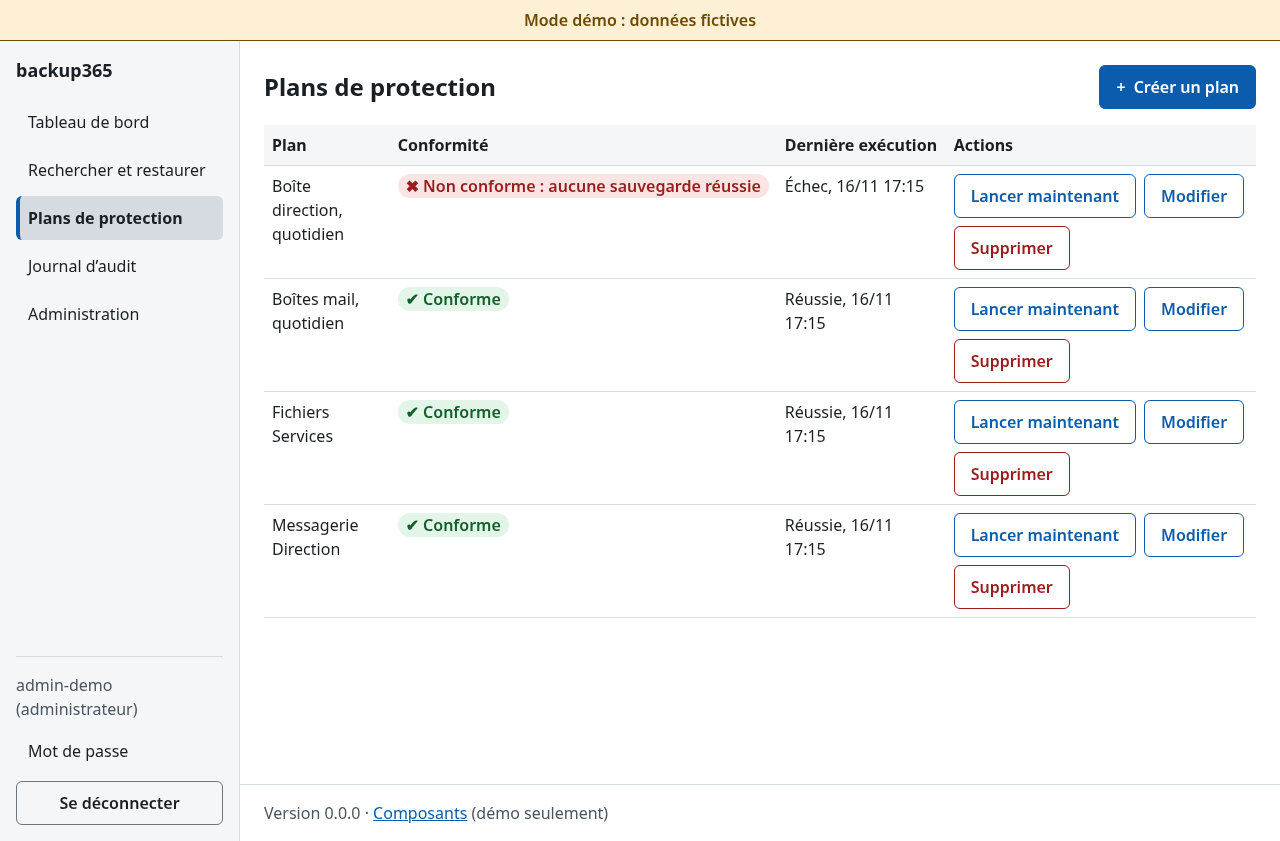 Mode démo : données fictives
backup365
Tableau de bord
Rechercher et restaurer
Plans de protection
Journal d’audit
Administration
admin-demo
(administrateur)
Mot de passe
Se déconnecter
Plans de protection
+ Créer un plan
Plan Conformité Dernière exécution Actions
Boîte
direction,
quotidien
✖ Non conforme : aucune sauvegarde réussie
Échec, 16/11 17:15
Lancer maintenant Modifier
Supprimer
Boîtes mail,
quotidien
✔ Conforme
Réussie, 16/11
17:15
Lancer maintenant Modifier
Supprimer
Fichiers
Services
✔ Conforme
Réussie, 16/11
17:15
Lancer maintenant Modifier
Supprimer
Messagerie
Direction
✔ Conforme
Réussie, 16/11
17:15
Lancer maintenant Modifier
Supprimer
Version 0.0.0 · Composants (démo seulement)